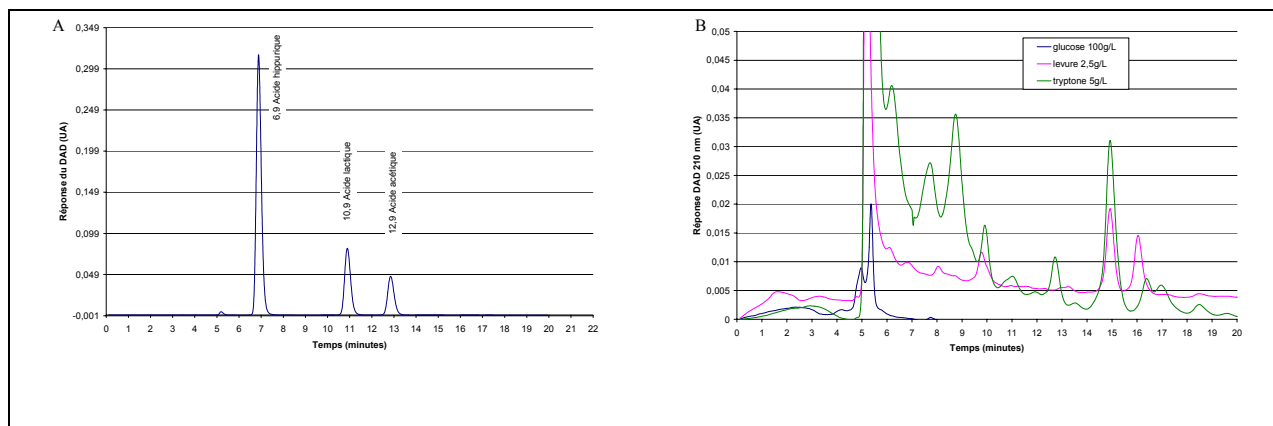 A
0,349
0,299
0,249
0,199
0,149
0,099
0,049
-0.001
Réponse du DAD (UA)
6,9 Acide hippurique
10,9 Acide lactique
12,9 Acide acétique
0 1 2 3 4 5 6 7 8 9 10 11 12 13 14 15 16 17 18 19 20 21 22
Temps (minutes)
B
0,05
0,045
0,04
0,035
0,03
0,025
0,02
0,015
0,01
0,005
0
Réponse DAD 210 nm (UA)
glucose 100g/L
levure 2,5g/L
tryptone 5g/L
0 1 2 3 4 5 6 7 8 9 10 11 12 13 14 15 16 17 18 19 20
Temps (minutes)